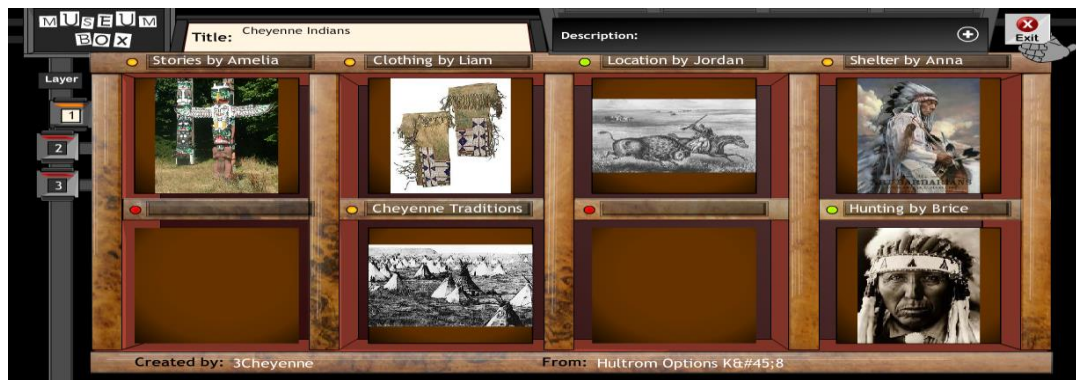 MUSEUM
BOX
Title: Cheyenne Indians
Description:
Exit
Layer
Stories by Amelia
Clothing by Liam
Location by Jordan
Shelter by Anna
1
2
3
Cheyenne Traditions
Hunting by Brice
Created by: 3Cheyenne
From: Hultrom Options K&#45;8